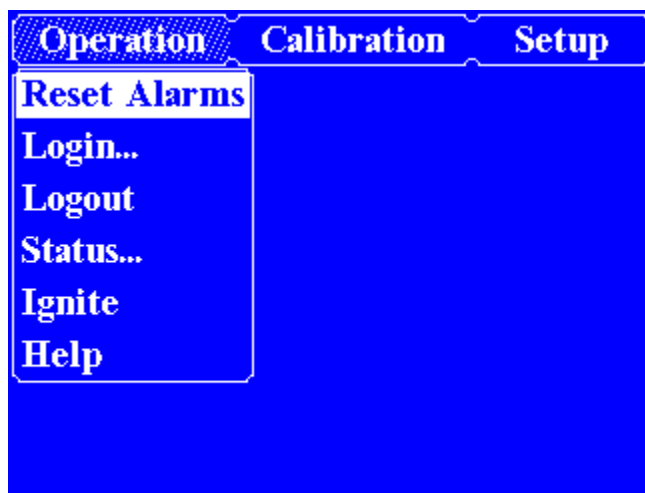 Operation Calibration Setup
Reset Alarms
Login...
Logout
Status...
Ignite
Help